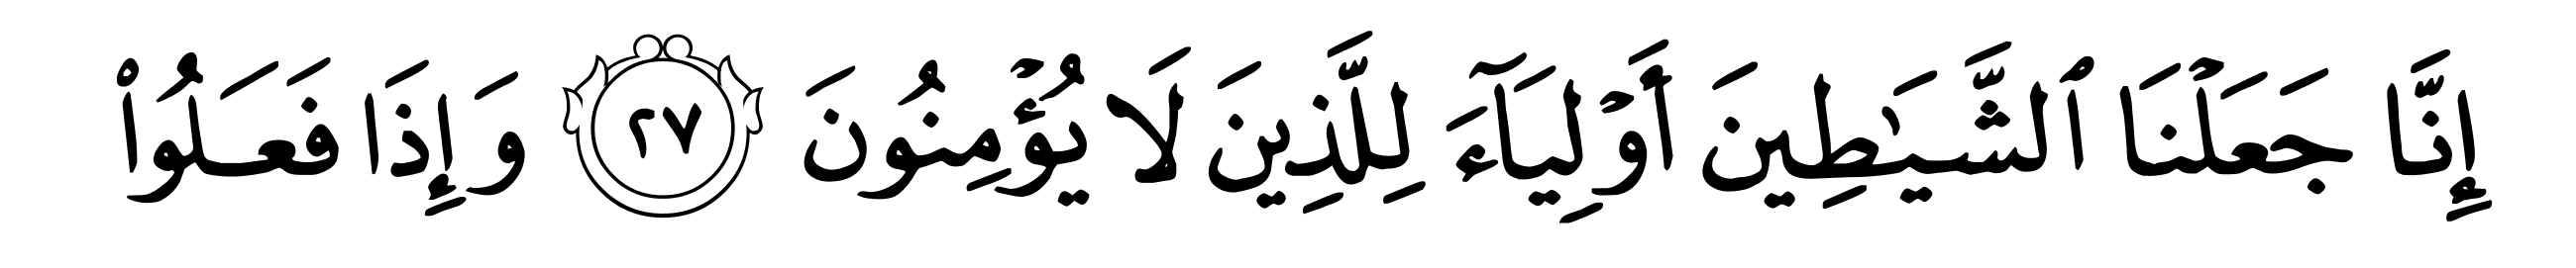 إِنَّا جَعَلْنَا ٱلشَّيَـٰطِينَ أَوْلِيَآءَ لِلَّذِينَ لَا يُؤْمِنُونَ ٢٧ وَإِذَا فَعَلُوا۟